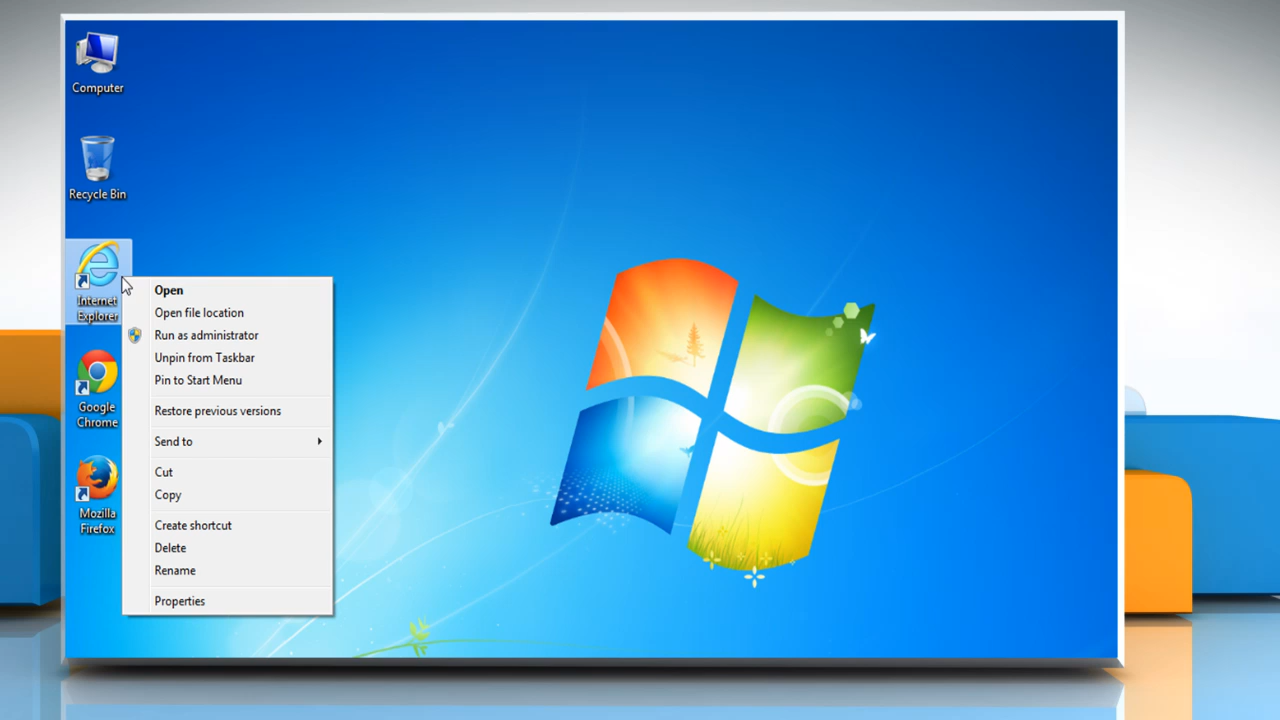 Computer
Recycle Bin
Internet
Explorer
Google
Chrome
Mozilla
Firefox
Open
Open file location
Run as administrator
Unpin from Taskbar
Pin to Start Menu
Restore previous versions
Send to
Cut
Copy
Create shortcut
Delete
Rename
Properties